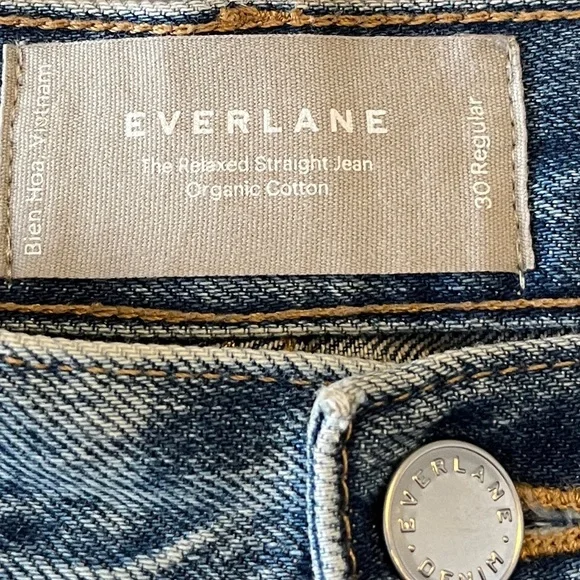 Bien Hoa, Vietnam
EVERLANE
The Relaxed Straight Jean
Organic Cotton
30 Regular
EVERLANE
DENIM